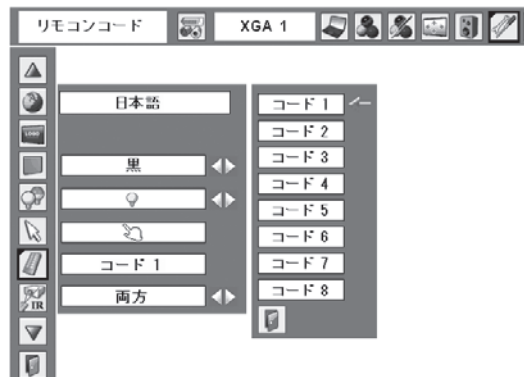 リモコンコード
XGA 1
日本語
LOGO
黒
コード 1
IR
両方
コード 1
コード 2
コード 3
コード 4
コード 5
コード 6
コード 7
コード 8